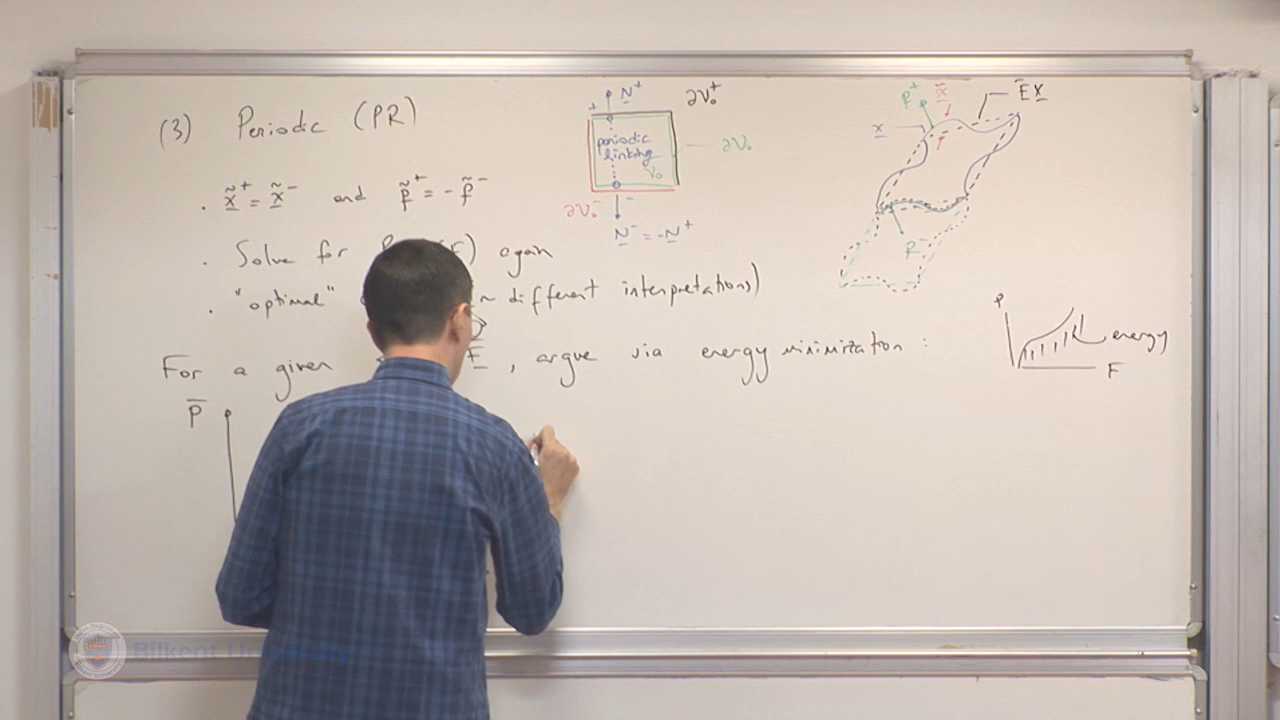 (3) Periodic (PR)
. x̃⁺ = x̃⁻ and p̃⁺ = - p̃⁻
. Solve for again
. "optimal" different interpretations)
For a given F̄, argue via energy minimization :
P̄
+ N⁺
∂V₀⁺
periodic
linking
V₀
∂V₀
∂V₀⁻
-
N⁻ = -N⁺
p⁺
x̃
F̄X
x
P⁻
P
energy
F
Bilkent University